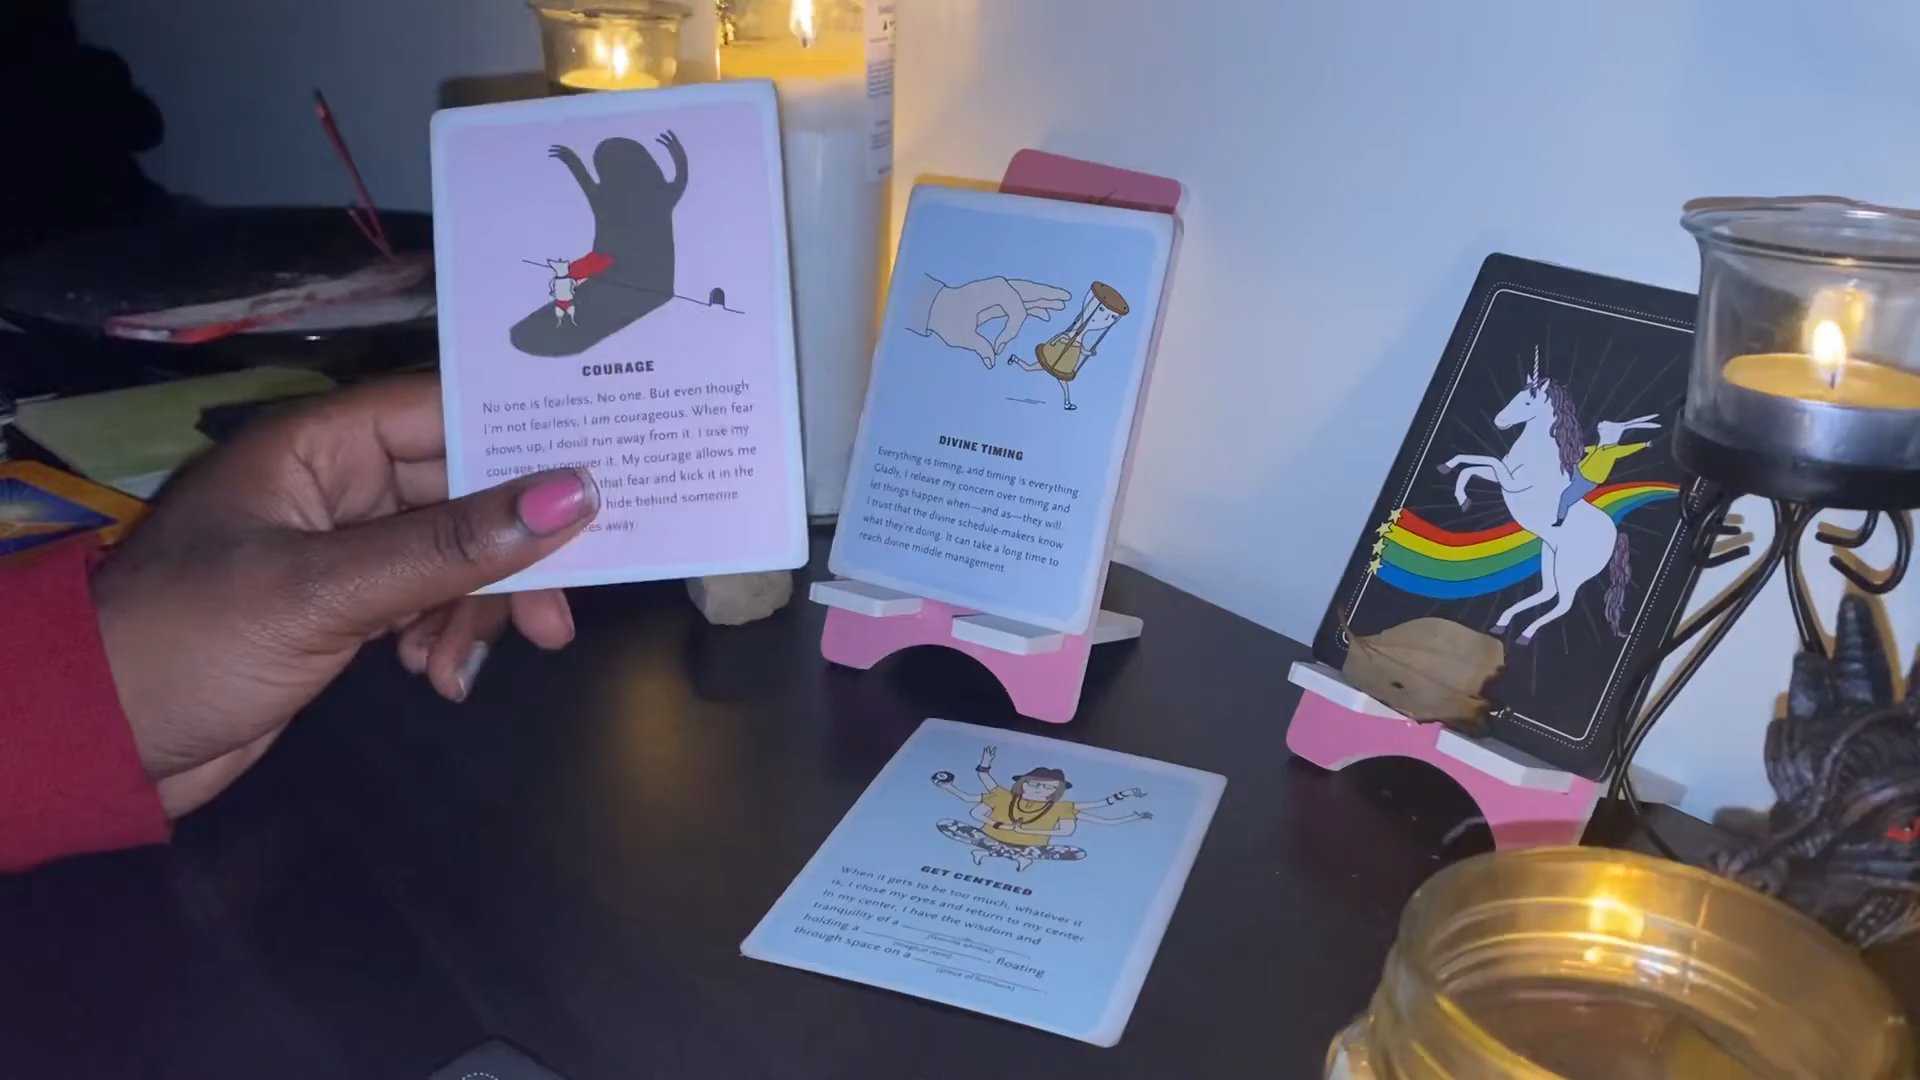 COURAGE
No one is fearless. No one. But even though
I'm not fearless, I am courageous. When fear
shows up, I don't run away from it. I use my
courage to conquer it. My courage allows me
that fear and kick it in the
hide behind someone
away.
DIVINE TIMING
Everything is timing, and timing is everything
Gladly, I release my concern over timing and
let things happen when—and as—they will.
I trust that the divine schedule-makers know
what they're doing. It can take a long time to
reach divine middle management.
GET CENTERED
When it gets to be too much, whatever it
is, I close my eyes and return to my center.
In my center, I have the wisdom and
tranquility of a
holding a , floating
through space on a .
(piece of furniture)